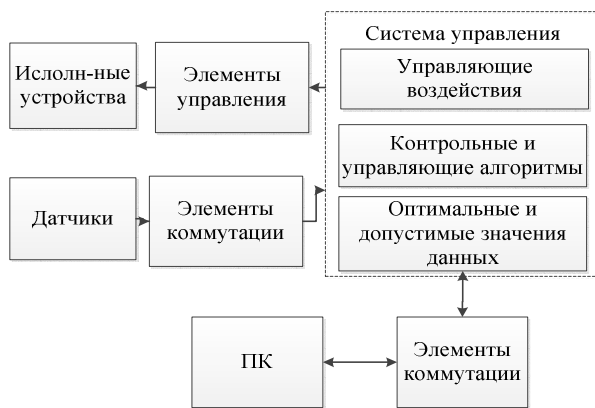 Система управления
Ислолн-ные
устройства
Элементы
управления
Управляющие
воздействия
Контрольные и
управляющие алгоритмы
Датчики
Элементы
коммутации
Оптимальные и
допустимые значения
данных
ПК
Элементы
коммутации